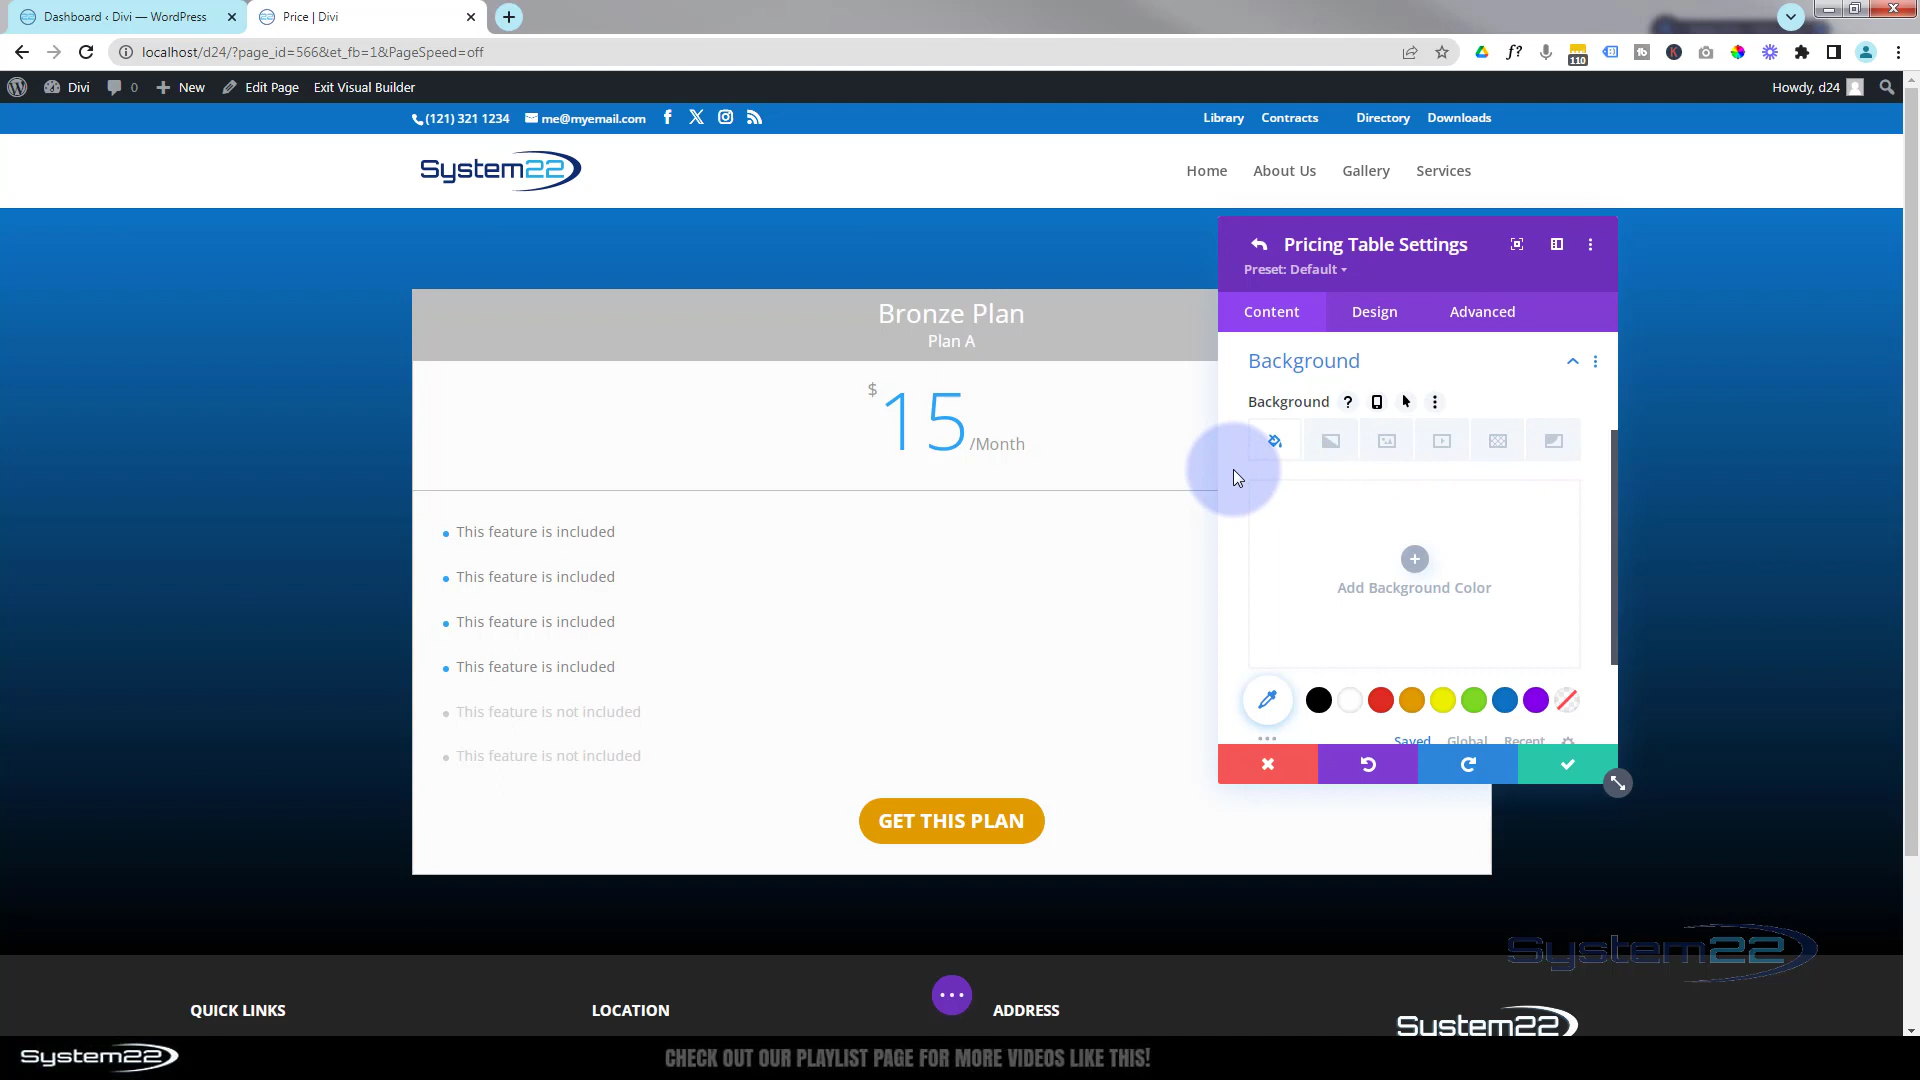 Dashboard ‹ Divi — WordPress
Price | Divi
localhost/d24/?page_id=566&et_fb=1&PageSpeed=off
f?
110
fb
K
Divi
0
New
Edit Page
Exit Visual Builder
Howdy, d24
(121) 321 1234
me@myemail.com
Library
Contracts
Directory
Downloads
System22
Home
About Us
Gallery
Services
Pricing Table Settings
Preset: Default
Content
Design
Advanced
Bronze Plan
Plan A
$
15
/Month
Background
Background
?
Add Background Color
Saved
Global
Recent
This feature is included
This feature is included
This feature is included
This feature is included
This feature is not included
This feature is not included
GET THIS PLAN
System22
QUICK LINKS
LOCATION
ADDRESS
System22
System22
CHECK OUT OUR PLAYLIST PAGE FOR MORE VIDEOS LIKE THIS!